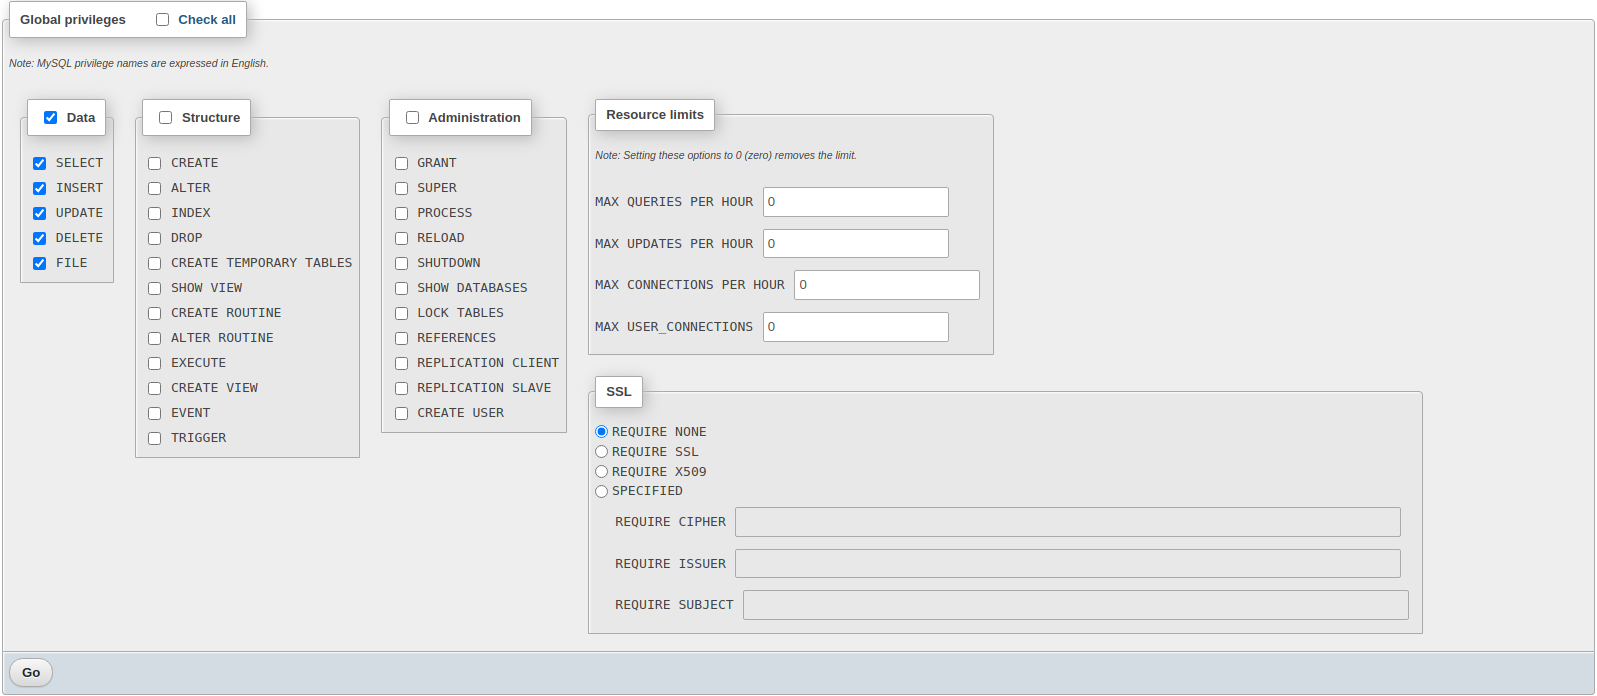 Global privileges Check all
Note: MySQL privilege names are expressed in English.
Data
SELECT
INSERT
UPDATE
DELETE
FILE
Structure
CREATE
ALTER
INDEX
DROP
CREATE TEMPORARY TABLES
SHOW VIEW
CREATE ROUTINE
ALTER ROUTINE
EXECUTE
CREATE VIEW
EVENT
TRIGGER
Administration
GRANT
SUPER
PROCESS
RELOAD
SHUTDOWN
SHOW DATABASES
LOCK TABLES
REFERENCES
REPLICATION CLIENT
REPLICATION SLAVE
CREATE USER
Resource limits
Note: Setting these options to 0 (zero) removes the limit.
MAX QUERIES PER HOUR 0
MAX UPDATES PER HOUR 0
MAX CONNECTIONS PER HOUR 0
MAX USER_CONNECTIONS 0
SSL
REQUIRE NONE
REQUIRE SSL
REQUIRE X509
SPECIFIED
REQUIRE CIPHER
REQUIRE ISSUER
REQUIRE SUBJECT
Go